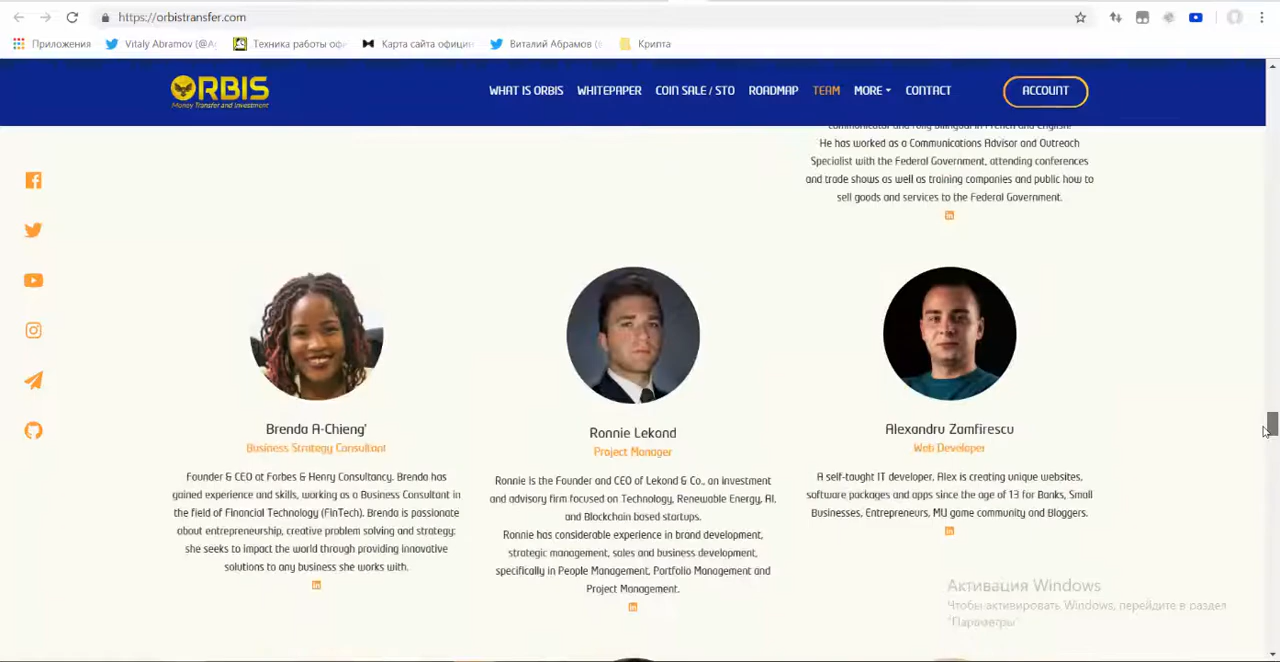 https://orbistransfer.com
Приложения Vitaly Abramov (@A Техника работы офи Карта сайта официн Виталий Абрамов ( Крипта
ORBIS
Money Transfer and Investment
WHAT IS ORBIS WHITEPAPER COIN SALE / STO ROADMAP TEAM MORE CONTACT ACCOUNT
communicator and fully bilingual in French and English.
He has worked as a Communications Advisor and Outreach
Specialist with the Federal Government, attending conferences
and trade shows as well as training companies and public how to
sell goods and services to the Federal Government.
Brenda A-Chieng'
Business Strategy Consultant
Founder & CEO at Forbes & Henry Consultancy. Brenda has
gained experience and skills, working as a Business Consultant in
the field of Financial Technology (FinTech). Brenda is passionate
about entrepreneurship, creative problem solving and strategy;
she seeks to impact the world through providing innovative
solutions to any business she works with.
Ronnie Lekond
Project Manager
Ronnie is the Founder and CEO of Lekond & Co., an investment
and advisory firm focused on Technology, Renewable Energy, AI,
and Blockchain based startups.
Ronnie has considerable experience in brand development,
strategic management, sales and business development,
specifically in People Management, Portfolio Management and
Project Management.
Alexandru Zamfirescu
Web Developer
A self-taught IT developer, Alex is creating unique websites,
software packages and apps since the age of 13 for Banks, Small
Businesses, Entrepreneurs, MU game community and Bloggers.
Активация Windows
Чтобы активировать Windows, перейдите в раздел
"Параметры"